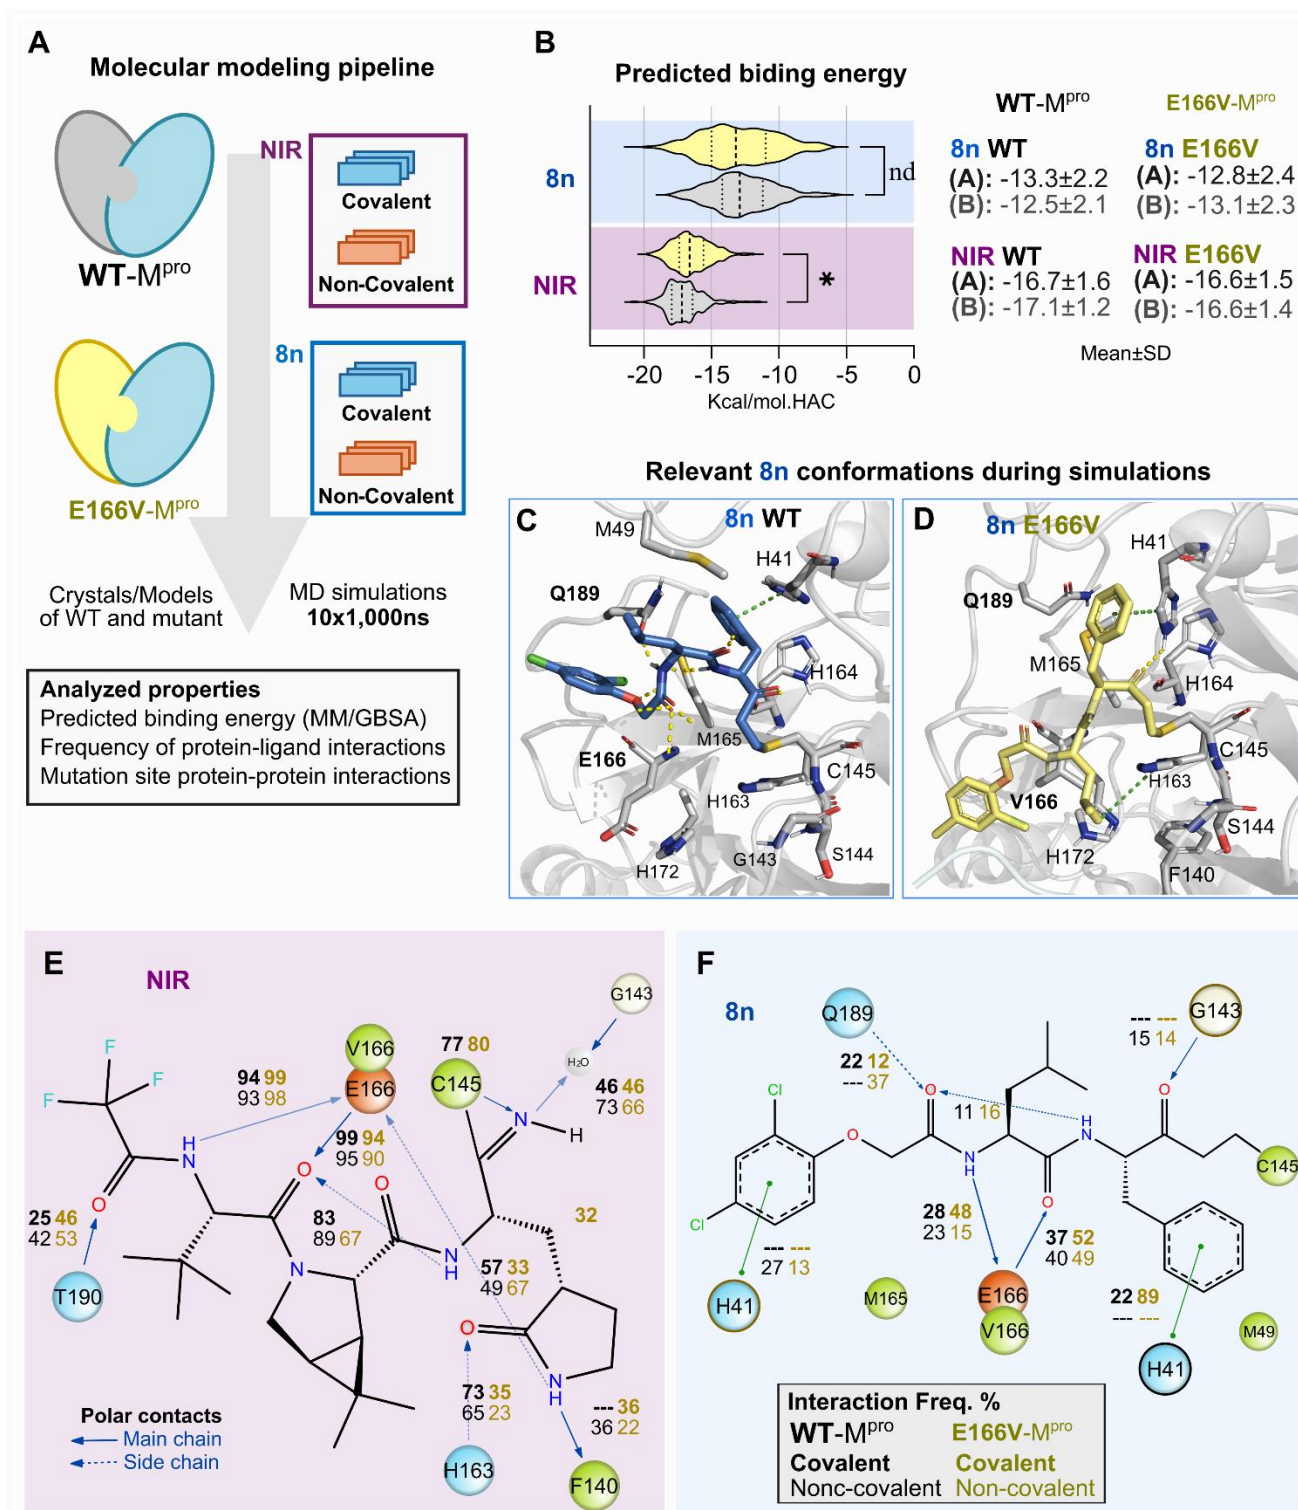 A
Molecular modeling pipeline
NIR
Covalent
Non-Covalent
WT-Mpro
8n
Covalent
Non-Covalent
E166V-Mpro
Crystals/Models
of WT and mutant
MD simulations
10x1,000ns
Analyzed properties
Predicted binding energy (MM/GBSA)
Frequency of protein-ligand interactions
Mutation site protein-protein interactions
B
Predicted biding energy
8n
nd
NIR
*
-20 -15 -10 -5 0
Kcal/mol.HAC
WT-Mpro
E166V-Mpro
8n WT
(A): -13.3±2.2
(B): -12.5±2.1
8n E166V
(A): -12.8±2.4
(B): -13.1±2.3
NIR WT
(A): -16.7±1.6
(B): -17.1±1.2
NIR E166V
(A): -16.6±1.5
(B): -16.6±1.4
Mean±SD
Relevant 8n conformations during simulations
C
8n WT
M49
H41
Q189
H164
M165
E166
C145
H163
H172
G143
S144
D
8n E166V
H41
Q189
M165
H164
C145
H163
V166
S144
H172
F140
E
NIR
G143
V166
E166
77 80
C145
H2O
F
F
F
94 99
93 98
46 46
73 66
H
H
N
N
99 94
95 90
O
O
O
32
25 46
42 53
83
89 67
N
N
H
57 33
49 67
T190
O
N
H
73 35
65 23
--- 36
36 22
Polar contacts
Main chain
Side chain
H163
F140
F
8n
Q189
G143
--- ---
15 14
22 12
--- 37
Cl
O
11 16
O
H
N
O
N
H
O
C145
Cl
28 48
23 15
37 52
40 49
--- ---
27 13
H41
M165
E166
V166
22 89
--- ---
M49
H41
Interaction Freq. %
WT-Mpro E166V-Mpro
Covalent Covalent
Nonc-covalent Non-covalent